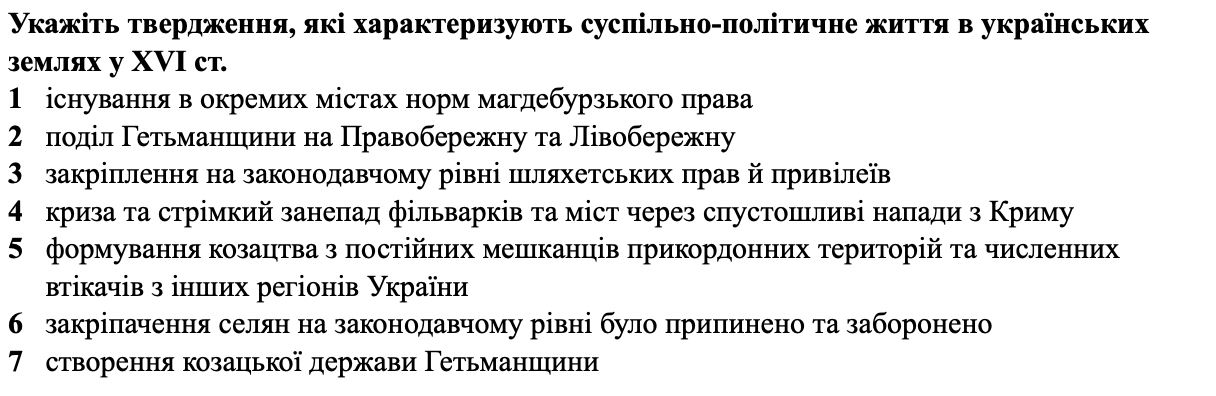 Укажіть твердження, які характеризують суспільно-політичне життя в українських
землях у XVI ст.
1 існування в окремих містах норм магдебурзького права
2 поділ Гетьманщини на Правобережну та Лівобережну
3 закріплення на законодавчому рівні шляхетських прав й привілеїв
4 криза та стрімкий занепад фільварків та міст через спустошливі напади з Криму
5 формування козацтва з постійних мешканців прикордонних територій та численних
втікачів з інших регіонів України
6 закріпачення селян на законодавчому рівні було припинено та заборонено
7 створення козацької держави Гетьманщини